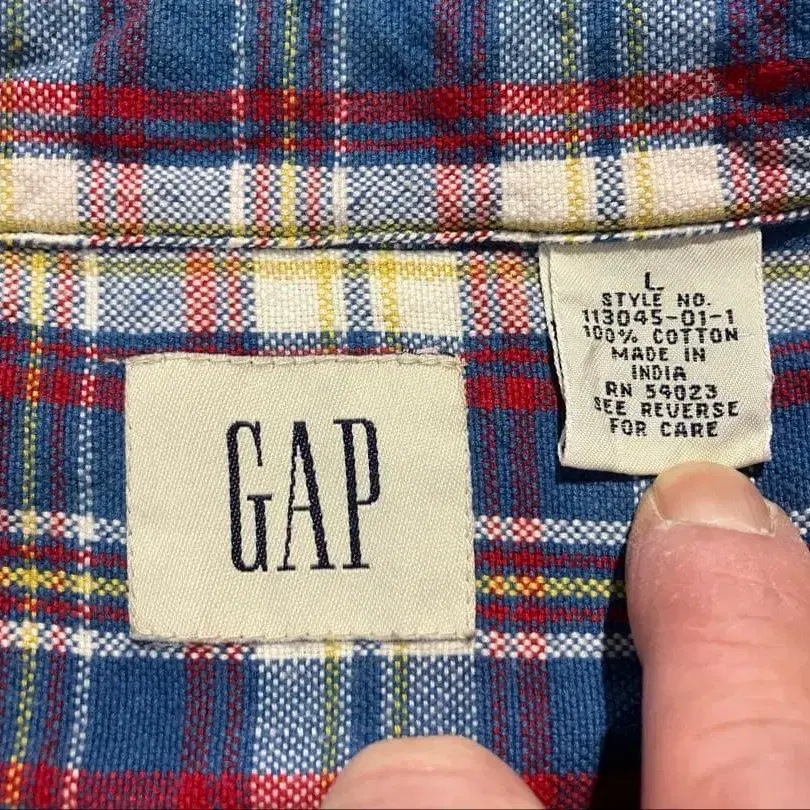 GAP
L
STYLE NO.
113045-01-1
100% COTTON
MADE IN
INDIA
RN 54023
SEE REVERSE
FOR CARE